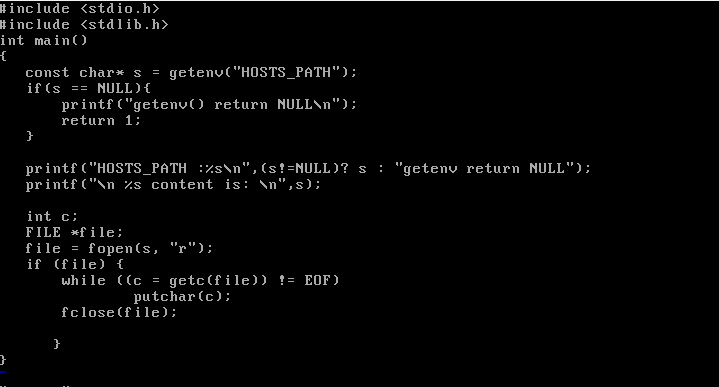 #include <stdio.h>
#include <stdlib.h>
int main()
{
   const char* s = getenv("HOSTS_PATH");
   if(s == NULL){
       printf("getenv() return NULL\n");
       return 1;
   }

   printf("HOSTS_PATH :%s\n",(s!=NULL)? s : "getenv return NULL");
   printf("\n %s content is: \n",s);

   int c;
   FILE *file;
   file = fopen(s, "r");
   if (file) {
       while ((c = getc(file)) != EOF)
               putchar(c);
       fclose(file);

      }
}